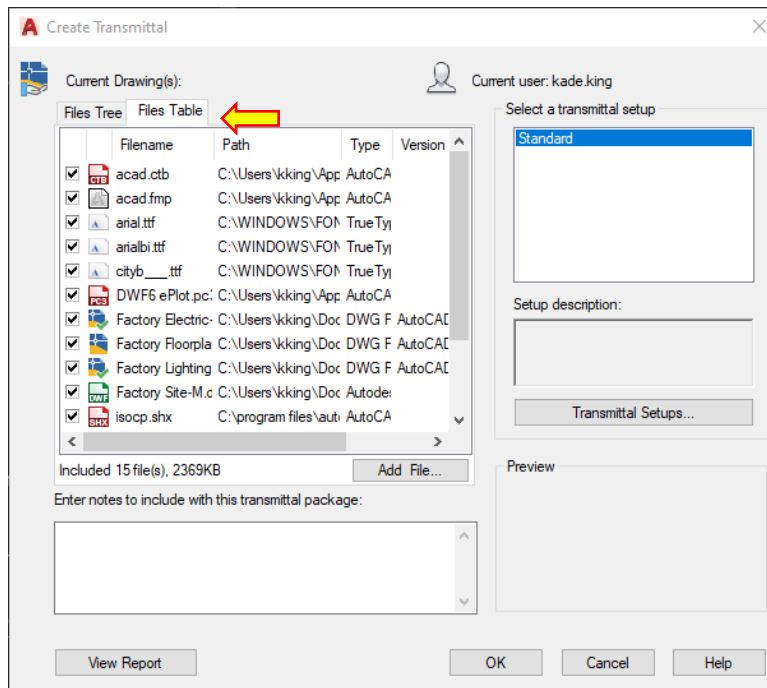 Create Transmittal
Current Drawing(s):
Current user: kade.king
Files Tree
Files Table
Select a transmittal setup
Filename Path Type Version
Standard
acad.ctb C:\Users\kking\App AutoCA
acad.fmp C:\Users\kking\App AutoCA
arial.ttf C:\WINDOWS\FON TrueTy
arialbi.ttf C:\WINDOWS\FON TrueTy
cityb___.ttf C:\WINDOWS\FON TrueTy
DWF6 ePlot.pc C:\Users\kking\App AutoCA
Factory Electric- C:\Users\kking\Doc DWG F AutoCAD
Factory Floorpla C:\Users\kking\Doc DWG F AutoCAD
Factory Lighting C:\Users\kking\Doc DWG F AutoCAD
Factory Site-M.d C:\Users\kking\Doc Autode
isocp.shx C:\program files\aut AutoCA
Setup description:
Transmittal Setups...
Included 15 file(s), 2369KB
Add File...
Preview
Enter notes to include with this transmittal package:
View Report
OK
Cancel
Help